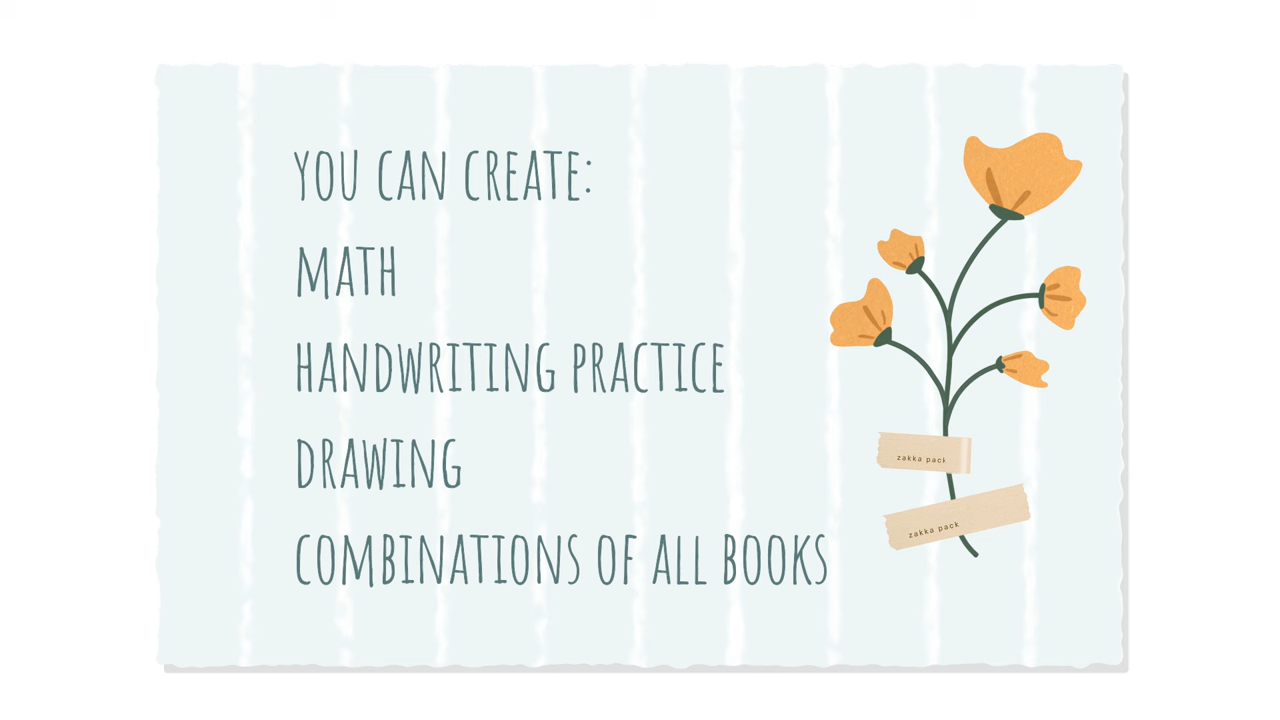 YOU CAN CREATE:
MATH
HANDWRITING PRACTICE
DRAWING
COMBINATIONS OF ALL BOOKS
zakka pack
zakka pack